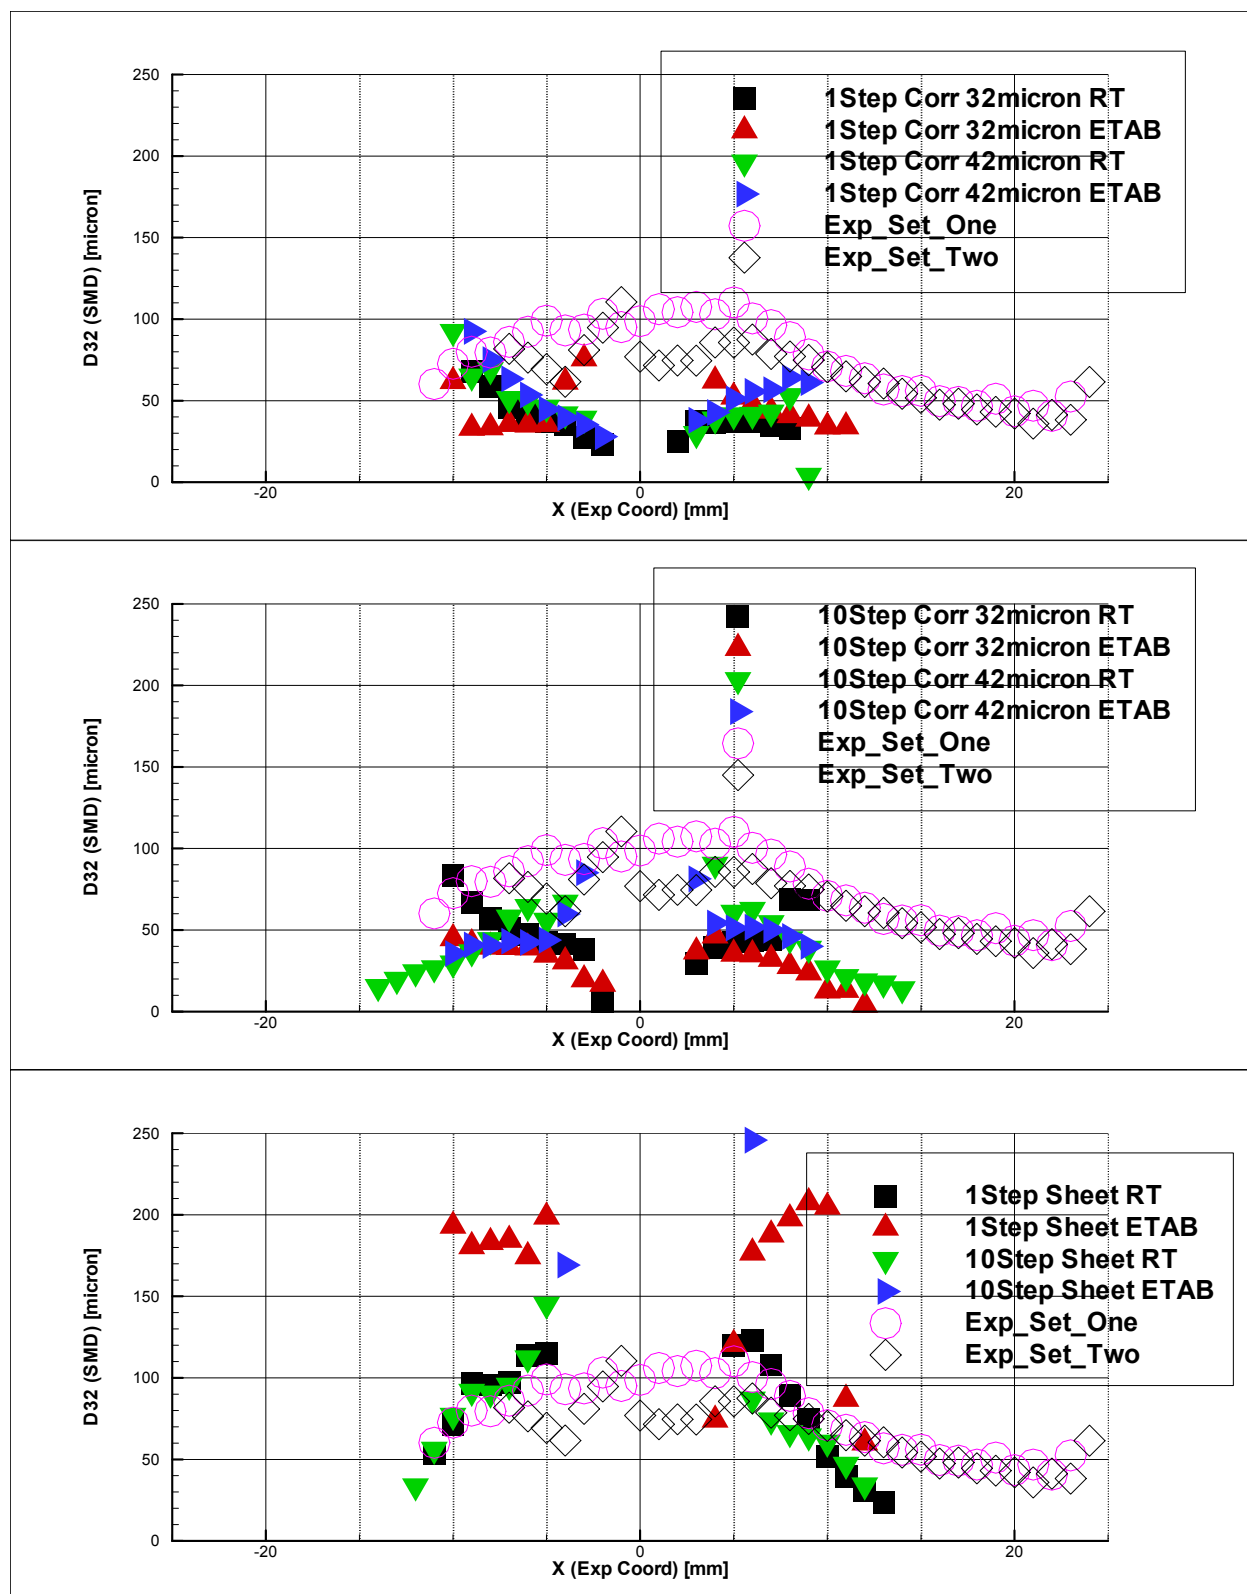 250
200
150
100
50
0
D32 (SMD) [micron]
-20
0
20
X (Exp Coord) [mm]
1Step Corr 32micron RT
1Step Corr 32micron ETAB
1Step Corr 42micron RT
1Step Corr 42micron ETAB
Exp_Set_One
Exp_Set_Two
250
200
150
100
50
0
D32 (SMD) [micron]
-20
0
20
X (Exp Coord) [mm]
10Step Corr 32micron RT
10Step Corr 32micron ETAB
10Step Corr 42micron RT
10Step Corr 42micron ETAB
Exp_Set_One
Exp_Set_Two
250
200
150
100
50
0
D32 (SMD) [micron]
-20
0
20
X (Exp Coord) [mm]
1Step Sheet RT
1Step Sheet ETAB
10Step Sheet RT
10Step Sheet ETAB
Exp_Set_One
Exp_Set_Two